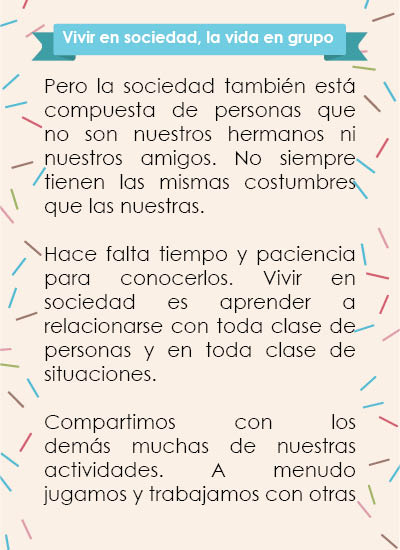 Vivir en sociedad, la vida en grupo
Pero la sociedad también está
compuesta de personas que
no son nuestros hermanos ni
nuestros amigos. No siempre
tienen las mismas costumbres
que las nuestras.
Hace falta tiempo y paciencia
para conocerlos. Vivir en
sociedad es aprender a
relacionarse con toda clase de
personas y en toda clase de
situaciones.
Compartimos con los
demás muchas de nuestras
actividades. A menudo
jugamos y trabajamos con otras